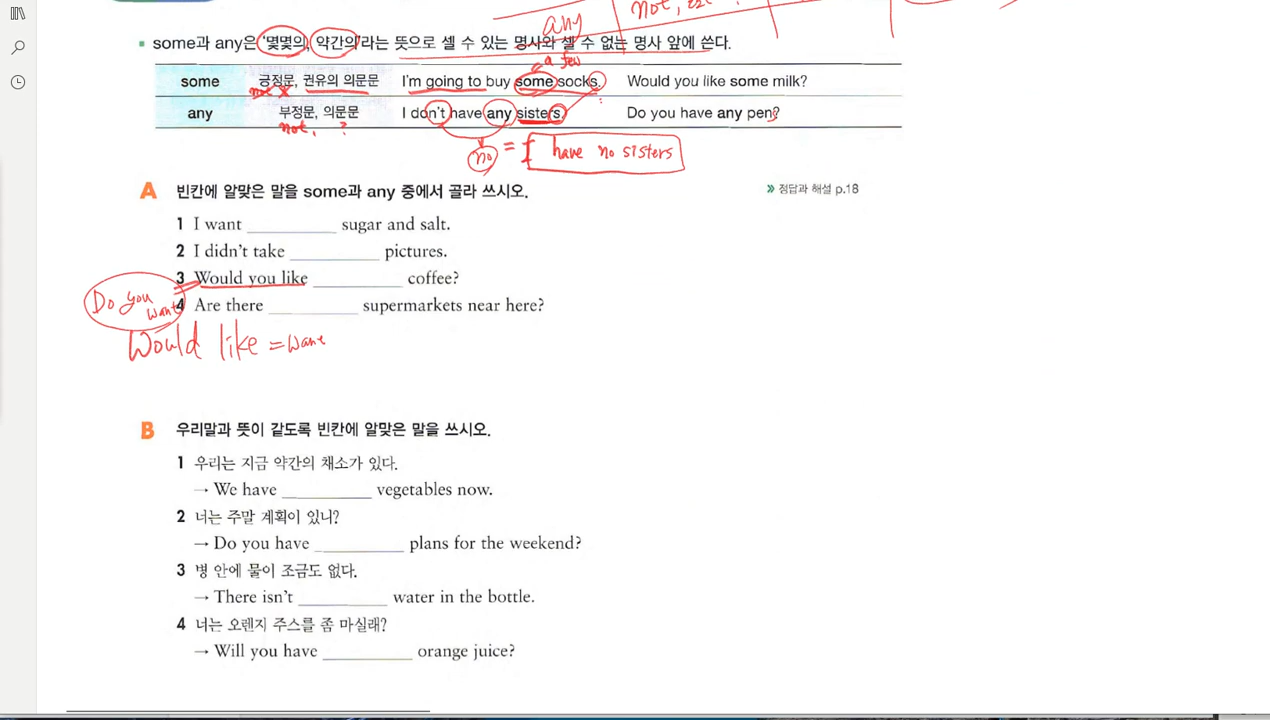 any
not,
▪ some과 any은 '몇몇의, 약간의'라는 뜻으로 셀 수 있는 명사와 셀 수 없는 명사 앞에 쓴다.
a few
some 긍정문, 권유의 의문문 I'm going to buy some socks. Would you like some milk?
not X
any 부정문, 의문문 I don't have any sisters. Do you have any pens?
not, ?
no = I have no sisters
A 빈칸에 알맞은 말을 some과 any 중에서 골라 쓰시오.
» 정답과 해설 p.18
1 I want ________ sugar and salt.
2 I didn't take ________ pictures.
3 Would you like ________ coffee?
Do you want
4 Are there ________ supermarkets near here?
Would like = want
B 우리말과 뜻이 같도록 빈칸에 알맞은 말을 쓰시오.
1 우리는 지금 약간의 채소가 있다.
→ We have ________ vegetables now.
2 너는 주말 계획이 있니?
→ Do you have ________ plans for the weekend?
3 병 안에 물이 조금도 없다.
→ There isn't ________ water in the bottle.
4 너는 오렌지 주스를 좀 마실래?
→ Will you have ________ orange juice?